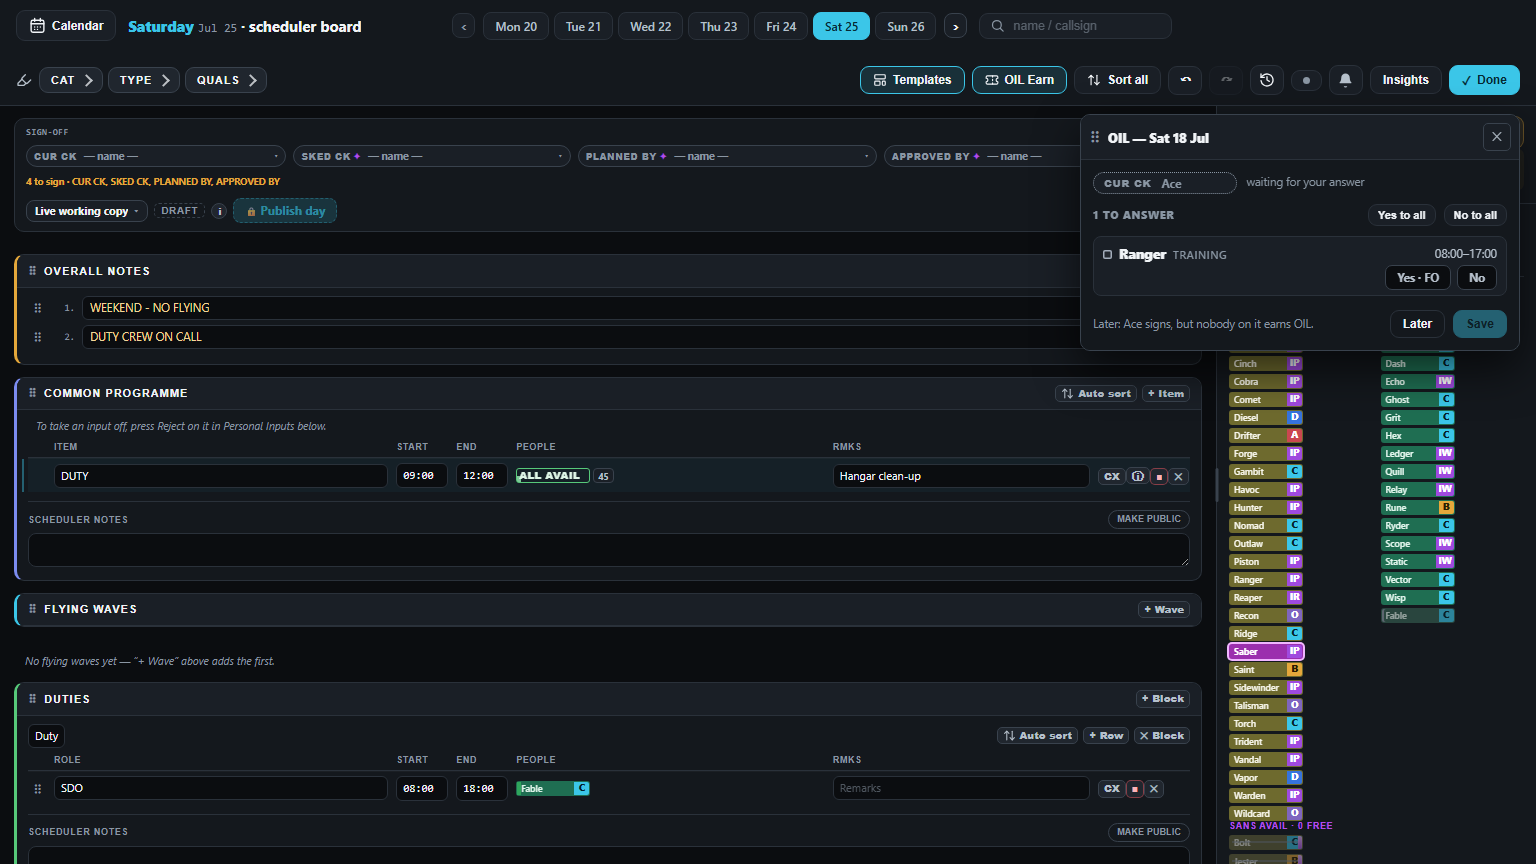 Calendar
Saturday Jul 25 · scheduler board
‹ Mon 20 Tue 21 Wed 22 Thu 23 Fri 24 Sat 25 Sun 26 ›
name / callsign
CAT TYPE QUALS
Templates OIL Earn Sort all Insights ✓ Done
SIGN-OFF
CUR CK — name —
SKED CK ✦ — name —
PLANNED BY ✦ — name —
APPROVED BY ✦ — name —
4 to sign · CUR CK, SKED CK, PLANNED BY, APPROVED BY
Live working copy DRAFT i Publish day
OIL — Sat 18 Jul
CUR CK Ace waiting for your answer
1 TO ANSWER Yes to all No to all
Ranger TRAINING 08:00–17:00
Yes · FO No
Later: Ace signs, but nobody on it earns OIL. Later Save
OVERALL NOTES
1. WEEKEND - NO FLYING
2. DUTY CREW ON CALL
COMMON PROGRAMME Auto sort + Item
To take an input off, press Reject on it in Personal Inputs below.
ITEM START END PEOPLE RMKS
DUTY 09:00 12:00 ALL AVAIL 45 Hangar clean-up CX
SCHEDULER NOTES MAKE PUBLIC
FLYING WAVES + Wave
No flying waves yet — "+ Wave" above adds the first.
DUTIES + Block
Duty Auto sort + Row × Block
ROLE START END PEOPLE RMKS
SDO 08:00 18:00 Fable C Remarks CX
SCHEDULER NOTES MAKE PUBLIC
Cinch IP
Cobra IP
Comet IP
Diesel D
Drifter A
Forge IP
Gambit C
Havoc IP
Hunter IP
Nomad C
Outlaw C
Piston IP
Ranger IP
Reaper IR
Recon O
Ridge C
Saber IP
Saint B
Sidewinder IP
Talisman O
Torch C
Trident IP
Vandal IP
Vapor D
Warden IP
Wildcard O
SANS AVAIL · 0 FREE
Bolt C
Jester B
Dash C
Echo IW
Ghost C
Grit C
Hex C
Ledger IW
Quill IW
Relay IW
Rune B
Ryder C
Scope IW
Static IW
Vector C
Wisp C
Fable C